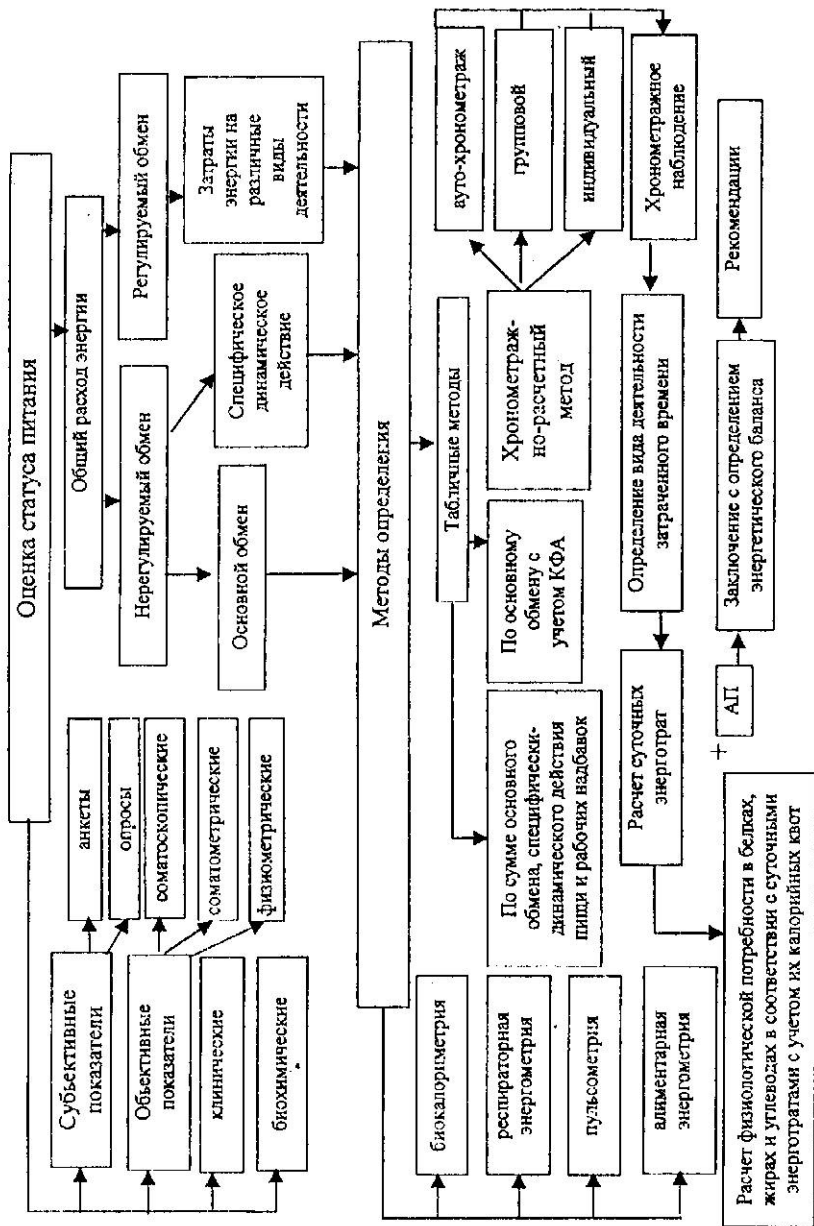 Оценка статуса питания
Субъективные
показатели
анкеты
опросы
Объективные
показатели
соматоскопические
соматометрические
физиометрические
клинические
биохимические
Общий расход энергии
Нерегулируемый обмен
Регулируемый обмен
Основной обмен
Специфическое
динамическое
действие
Затраты
энергии на
различные
виды
деятельности
Методы определения
биокалориметрия
респираторная
энергометрия
пульсометрия
алиментарная
энергометрия
Табличные методы
По сумме основного
обмена, специфически-
динамического действия
пищи и рабочих надбавок
По основному
обмену с
учетом КФА
Хронометраж-
но-расчетный
метод
ауто-хронометраж
групповой
индивидуальный
Хронометражное
наблюдение
Определение вида деятельности
затраченного времени
Расчет суточных
энерготрат
Расчет физиологической потребности в белках,
жирах и углеводах в соответствии с суточными
энерготратами с учетом их калорийных квот
+
АП
Заключение с определением
энергетического баланса
Рекомендации